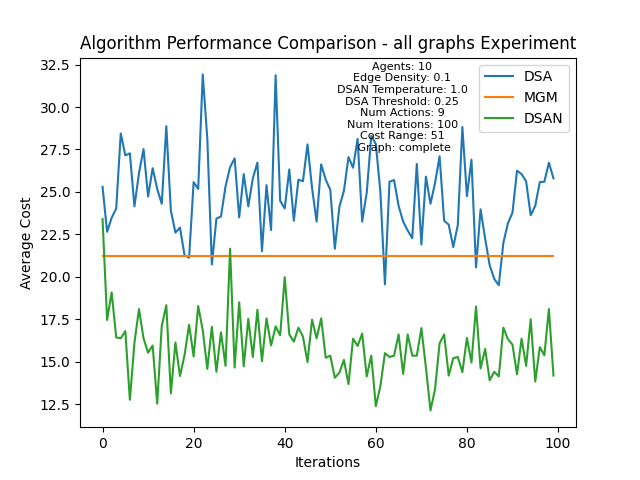 Algorithm Performance Comparison - all graphs Experiment
Agents: 10
Edge Density: 0.1
DSAN Temperature: 1.0
DSA Threshold: 0.25
Num Actions: 9
Num Iterations: 100
Cost Range: 51
Graph: complete
DSA
MGM
DSAN
Average Cost
32.5
30.0
27.5
25.0
22.5
20.0
17.5
15.0
12.5
0
20
40
60
80
100
Iterations